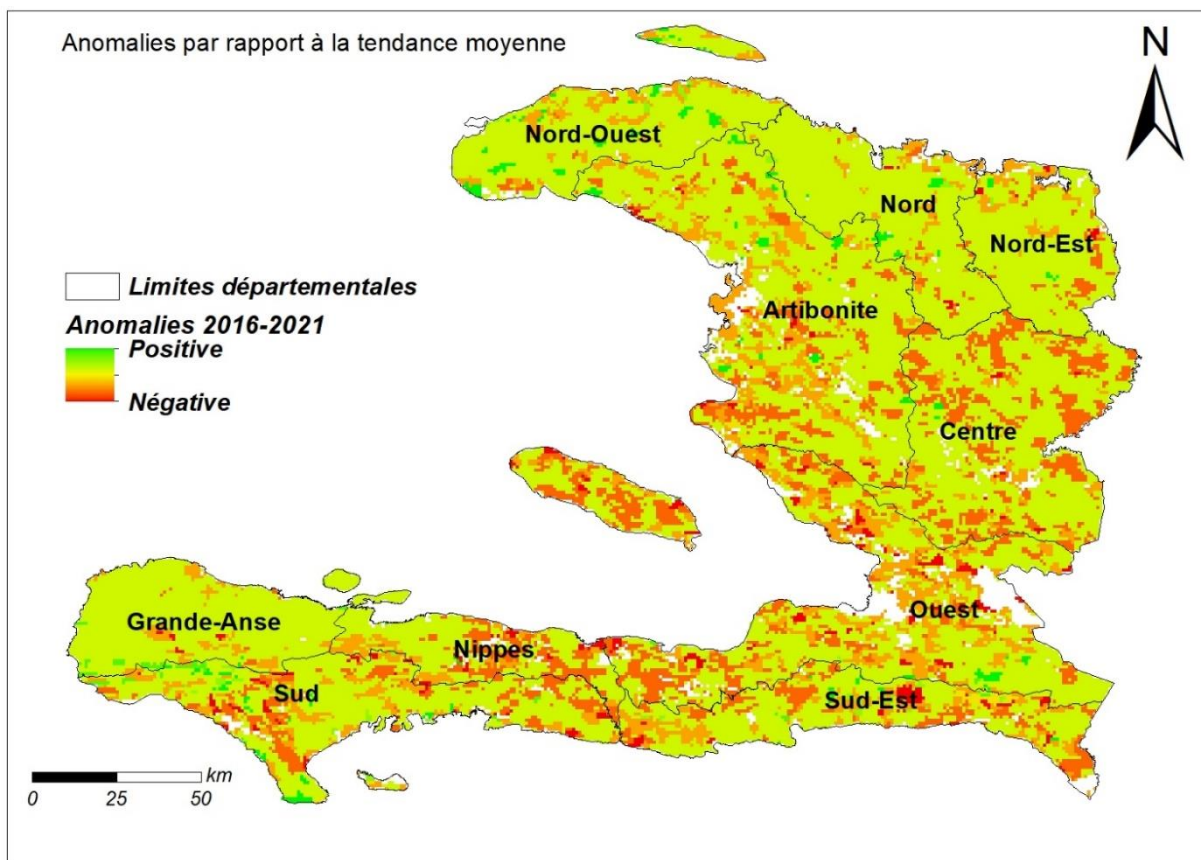 Anomalies par rapport à la tendance moyenne
N
Nord-Ouest
Nord
Nord-Est
Limites départementales
Anomalies 2016-2021
Positive
Négative
Artibonite
Centre
Ouest
Grande-Anse
Nippes
Sud
Sud-Est
km
0 25 50